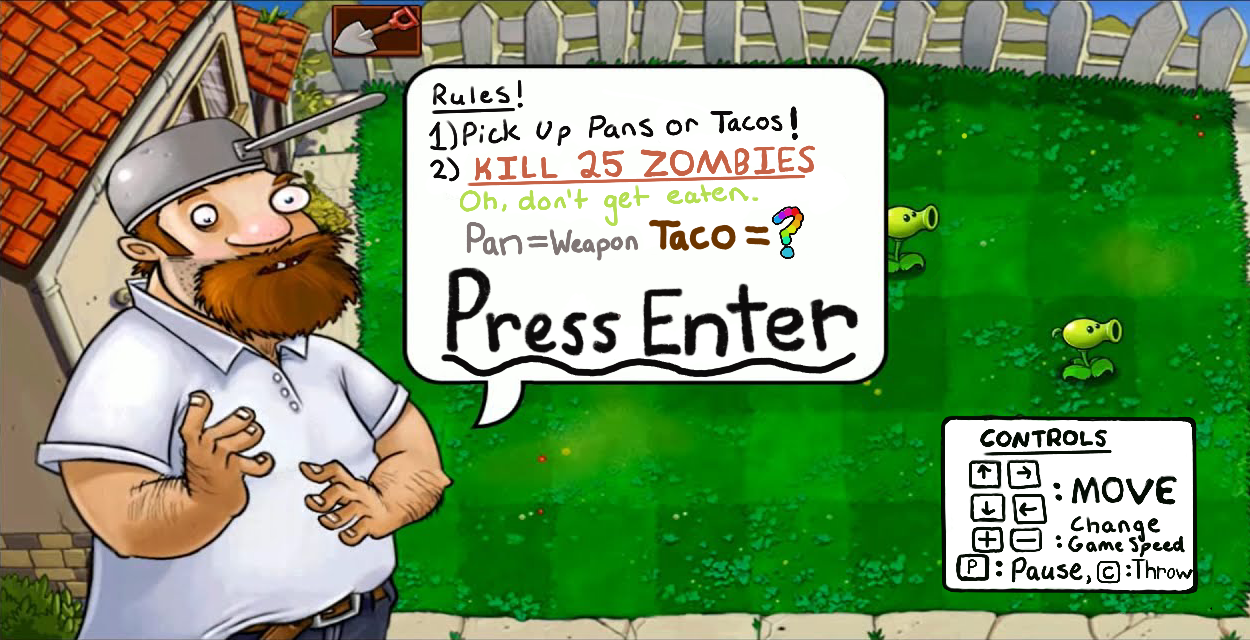 Rules!
1) Pick Up Pans or Tacos!
2) KILL 25 ZOMBIES
Oh, don't get eaten.
Pan=Weapon Taco=?
Press Enter
CONTROLS
↑ →
↓ ← : MOVE
+ - : Change Game Speed
P : Pause, C : Throw